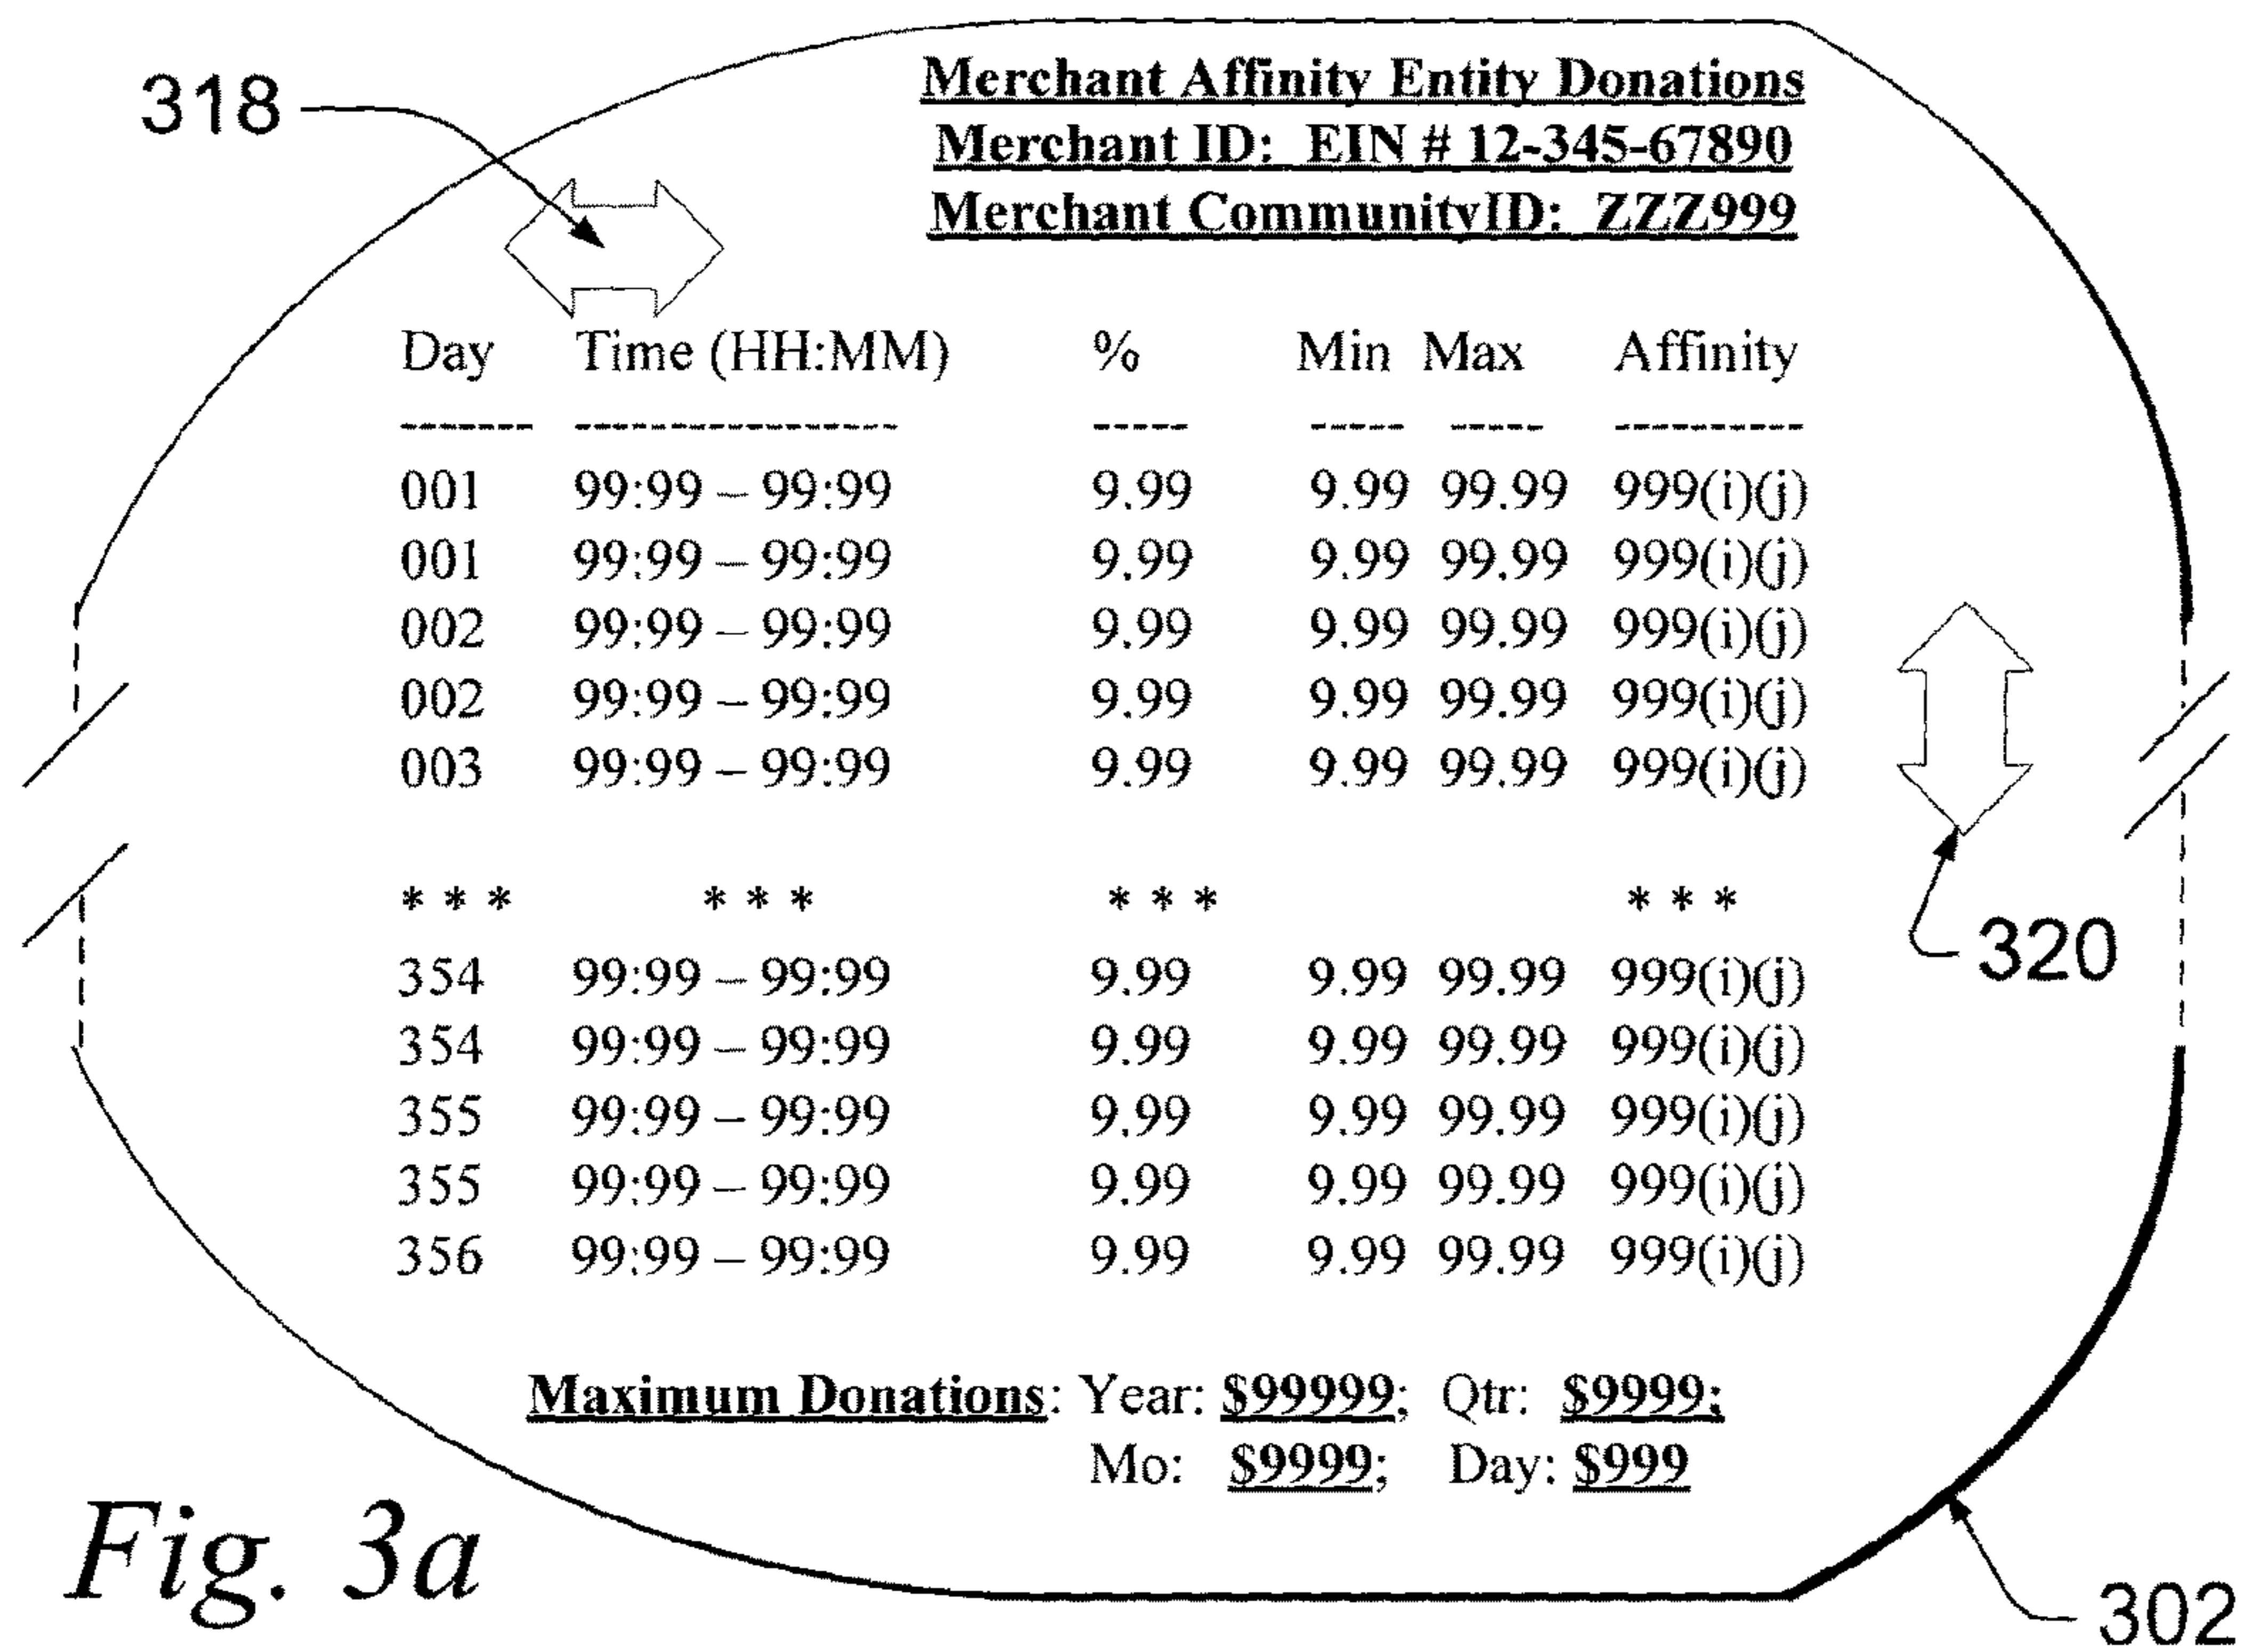 318
Merchant Affinity Entity Donations
Merchant ID: EIN # 12-345-67890
Merchant CommunityID: ZZZ999
Day Time (HH:MM) % Min Max Affinity
------- ----------------- ----- ----- ----- ----------
001 99:99 – 99:99 9.99 9.99 99.99 999(i)(j)
001 99:99 – 99:99 9.99 9.99 99.99 999(i)(j)
002 99:99 – 99:99 9.99 9.99 99.99 999(i)(j)
002 99:99 – 99:99 9.99 9.99 99.99 999(i)(j)
003 99:99 – 99:99 9.99 9.99 99.99 999(i)(j)
* * * * * * * * * * * *
320
354 99:99 – 99:99 9.99 9.99 99.99 999(i)(j)
354 99:99 – 99:99 9.99 9.99 99.99 999(i)(j)
355 99:99 – 99:99 9.99 9.99 99.99 999(i)(j)
355 99:99 – 99:99 9.99 9.99 99.99 999(i)(j)
356 99:99 – 99:99 9.99 9.99 99.99 999(i)(j)
Maximum Donations: Year: $99999; Qtr: $9999;
Mo: $9999; Day: $999
Fig. 3a
302